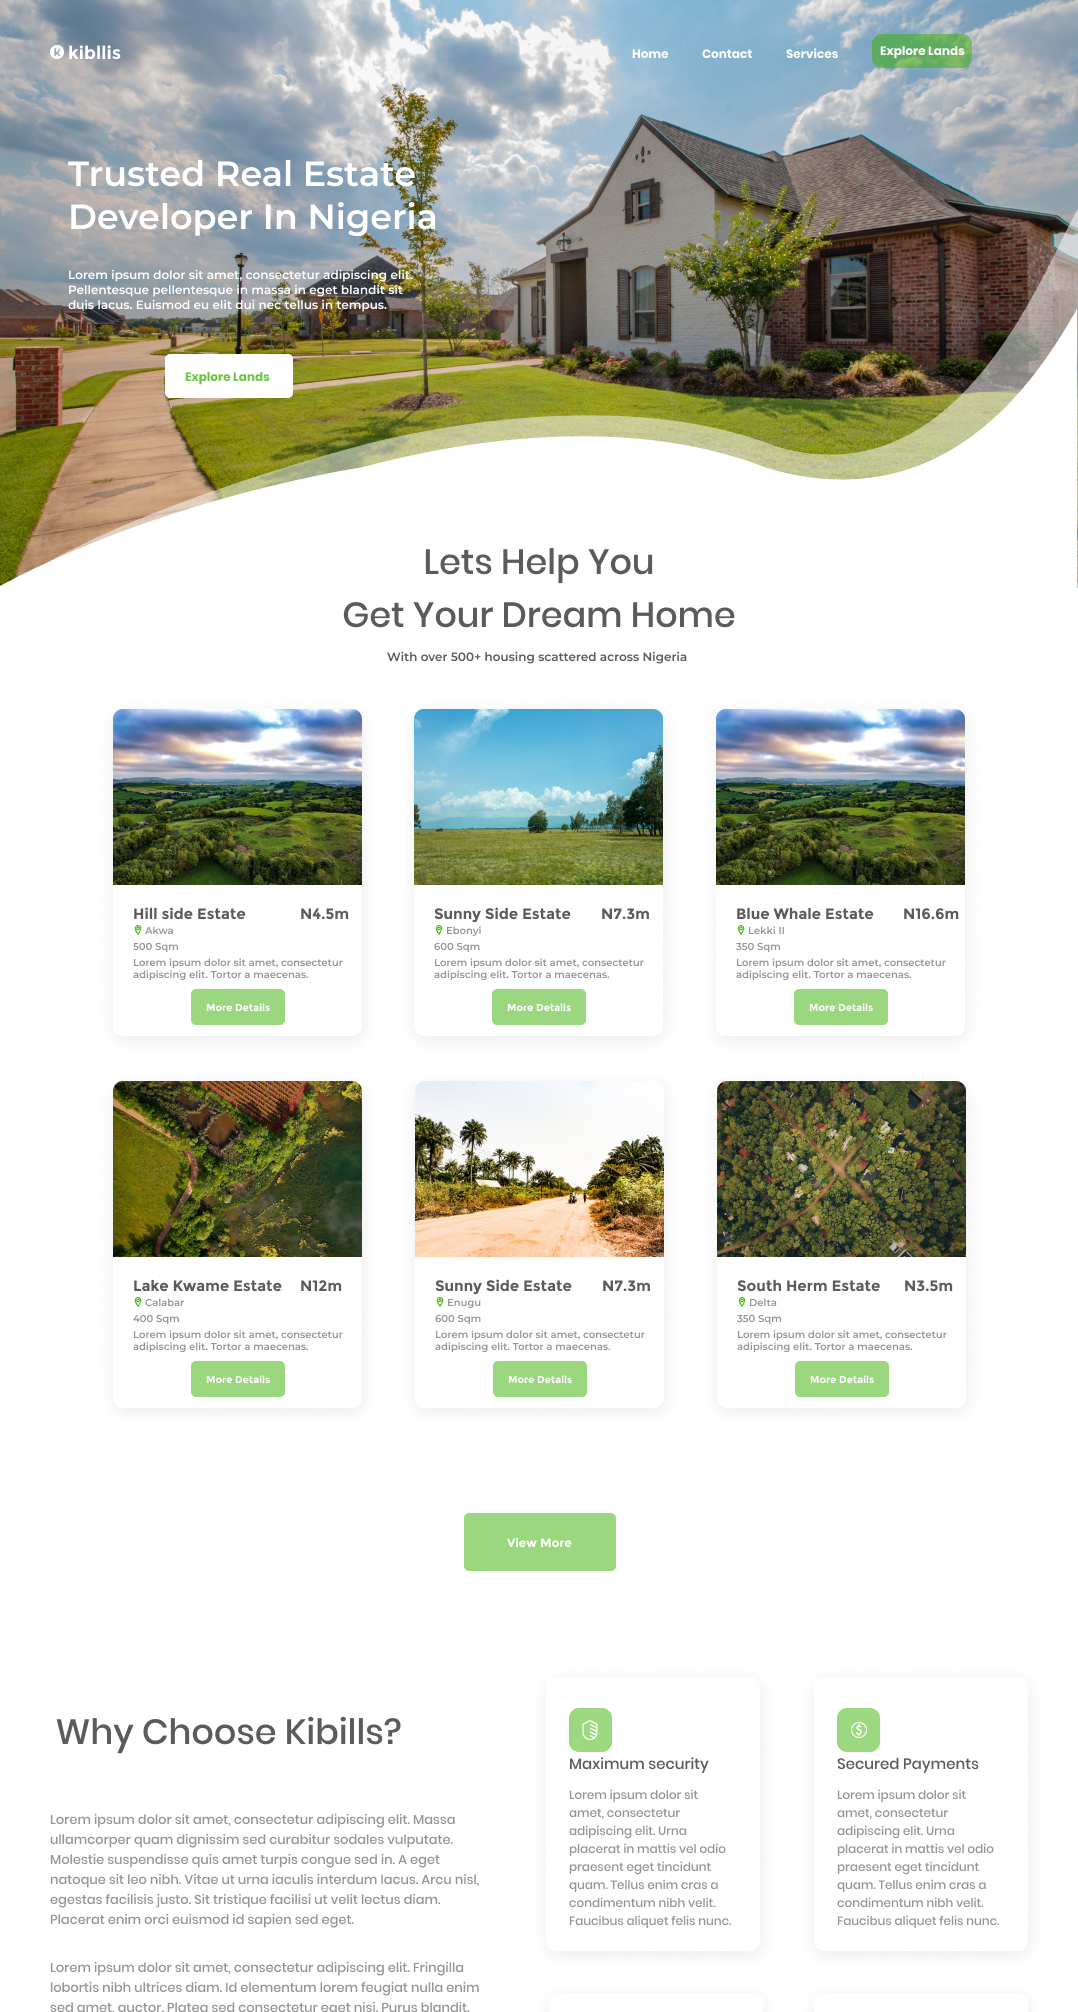 kibllis
Home
Contact
Services
Explore Lands
Trusted Real Estate
Developer In Nigeria
Lorem ipsum dolor sit amet, consectetur adipiscing elit.
Pellentesque pellentesque in massa in eget blandit sit
duis lacus. Euismod eu elit dui nec tellus in tempus.
Explore Lands
Lets Help You
Get Your Dream Home
With over 500+ housing scattered across Nigeria
Hill side Estate
N4.5m
Akwa
500 Sqm
Lorem ipsum dolor sit amet, consectetur
adipiscing elit. Tortor a maecenas.
More Details
Sunny Side Estate
N7.3m
Ebonyi
600 Sqm
Lorem ipsum dolor sit amet, consectetur
adipiscing elit. Tortor a maecenas.
More Details
Blue Whale Estate
N16.6m
Lekki II
350 Sqm
Lorem ipsum dolor sit amet, consectetur
adipiscing elit. Tortor a maecenas.
More Details
Lake Kwame Estate
N12m
Calabar
400 Sqm
Lorem ipsum dolor sit amet, consectetur
adipiscing elit. Tortor a maecenas.
More Details
Sunny Side Estate
N7.3m
Enugu
600 Sqm
Lorem ipsum dolor sit amet, consectetur
adipiscing elit. Tortor a maecenas.
More Details
South Herm Estate
N3.5m
Delta
350 Sqm
Lorem ipsum dolor sit amet, consectetur
adipiscing elit. Tortor a maecenas.
More Details
View More
Why Choose Kibills?
Lorem ipsum dolor sit amet, consectetur adipiscing elit. Massa
ullamcorper quam dignissim sed curabitur sodales vulputate.
Molestie suspendisse quis amet turpis congue sed in. A eget
natoque sit leo nibh. Vitae ut urna iaculis interdum lacus. Arcu nisl,
egestas facilisis justo. Sit tristique facilisi ut velit lectus diam.
Placerat enim orci euismod id sapien sed eget.
Lorem ipsum dolor sit amet, consectetur adipiscing elit. Fringilla
lobortis nibh ultrices diam. Id elementum lorem feugiat nulla enim
sed amet, auctor. Platea sed consectetur eget nisi. Purus blandit,
Maximum security
Lorem ipsum dolor sit
amet, consectetur
adipiscing elit. Urna
placerat in mattis vel odio
praesent eget tincidunt
quam. Tellus enim cras a
condimentum nibh velit.
Faucibus aliquet felis nunc.
Secured Payments
Lorem ipsum dolor sit
amet, consectetur
adipiscing elit. Urna
placerat in mattis vel odio
praesent eget tincidunt
quam. Tellus enim cras a
condimentum nibh velit.
Faucibus aliquet felis nunc.